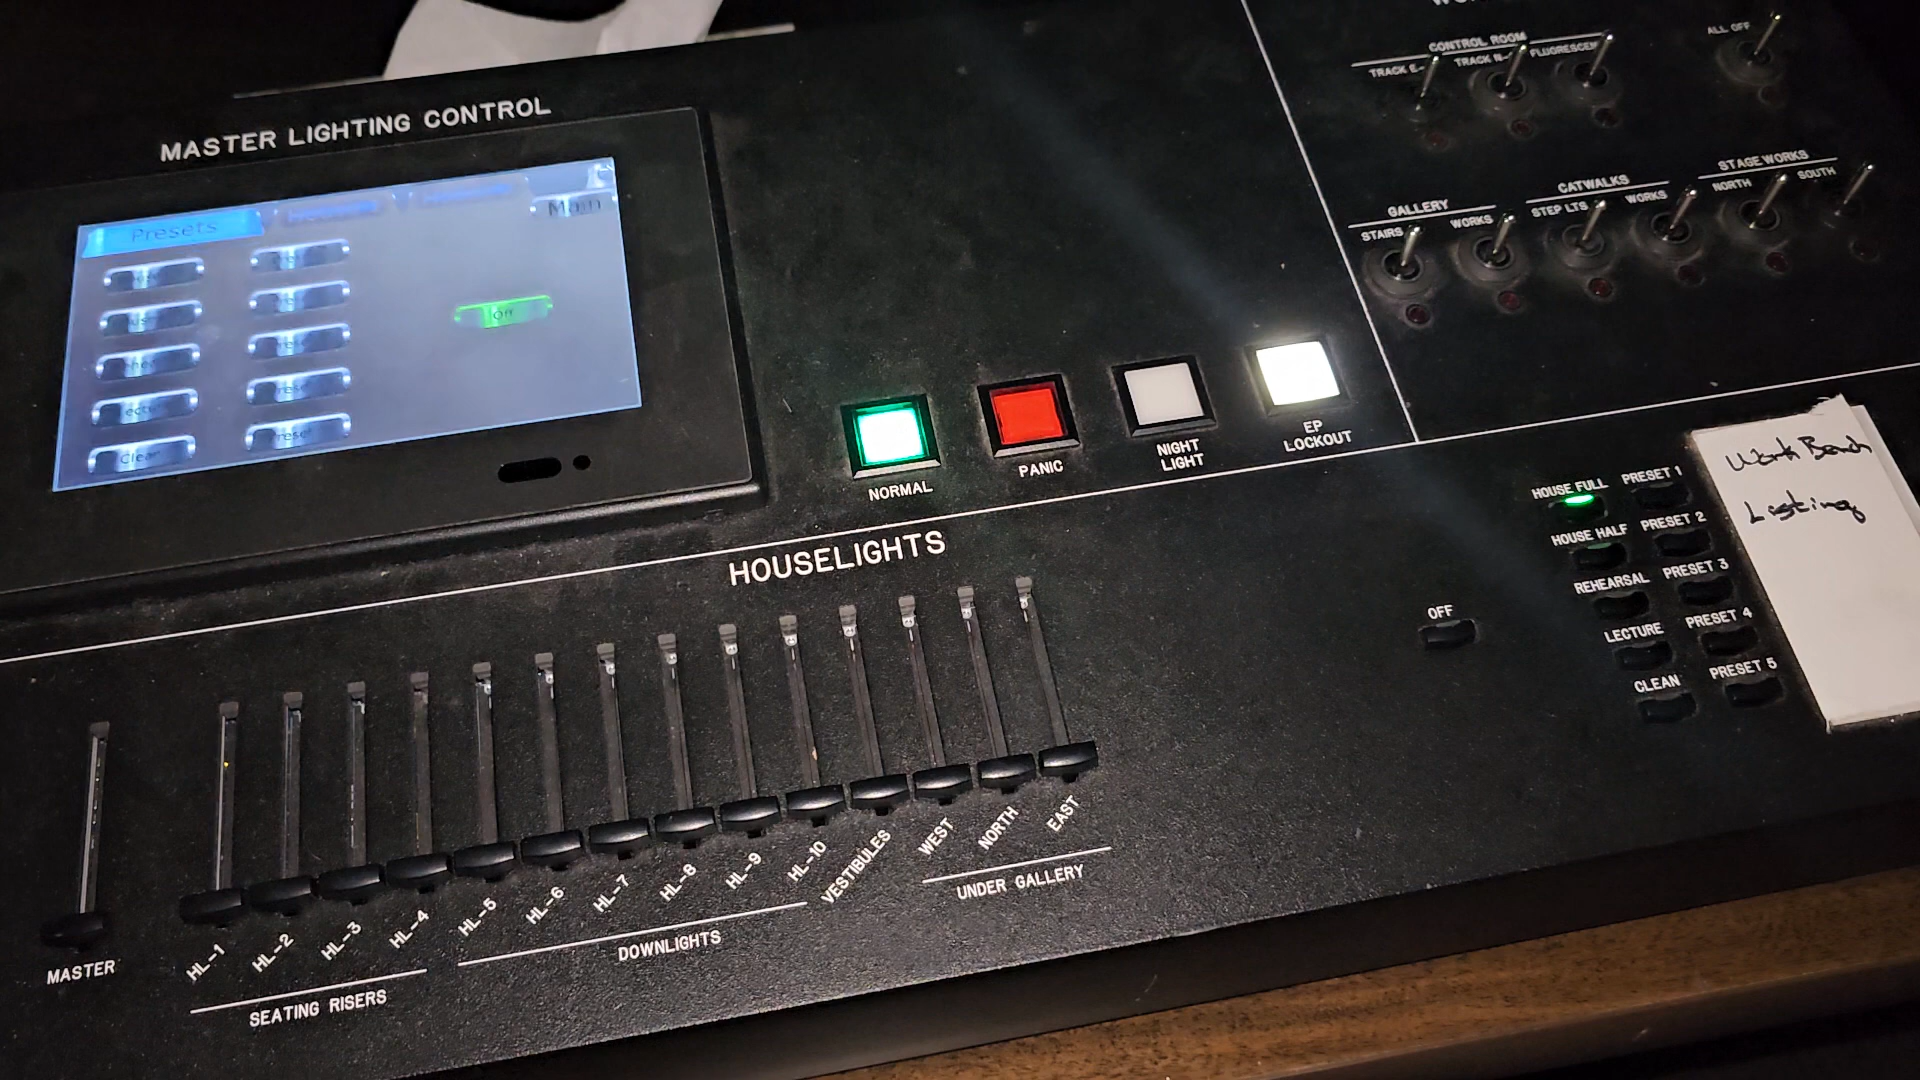 MASTER LIGHTING CONTROL
Presets
Main
Off
Clear
NORMAL
PANIC
NIGHT
LIGHT
EP
LOCKOUT
CONTROL ROOM
TRACK
TRACK
ALL OFF
GALLERY
STAIRS
WORKS
CATWALKS
STEP LTS
WORKS
STAGE WORKS
NORTH
SOUTH
HOUSELIGHTS
MASTER
HL-1
HL-2
HL-3
HL-4
SEATING RISERS
HL-5
HL-6
HL-7
HL-8
HL-9
HL-10
DOWNLIGHTS
VESTIBULES
WEST
NORTH
EAST
UNDER GALLERY
OFF
HOUSE FULL
HOUSE HALF
REHEARSAL
LECTURE
CLEAN
PRESET 1
PRESET 2
PRESET 3
PRESET 4
PRESET 5
Work Bench